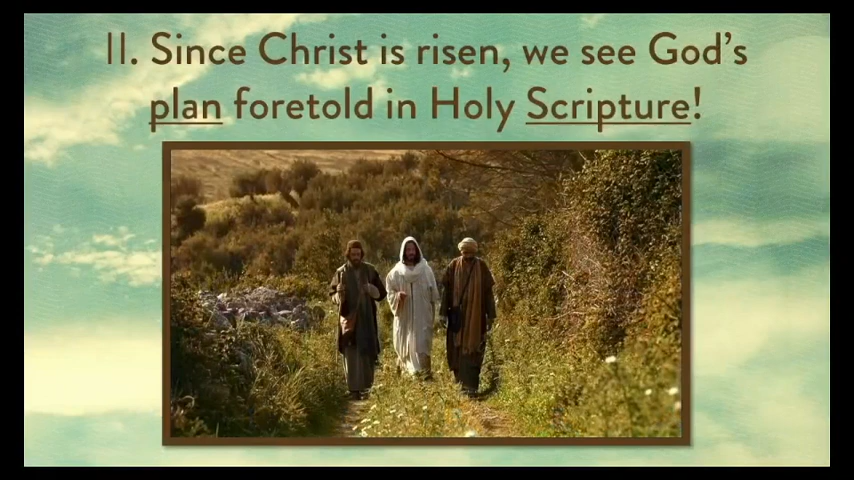 II. Since Christ is risen, we see God's
plan foretold in Holy Scripture!